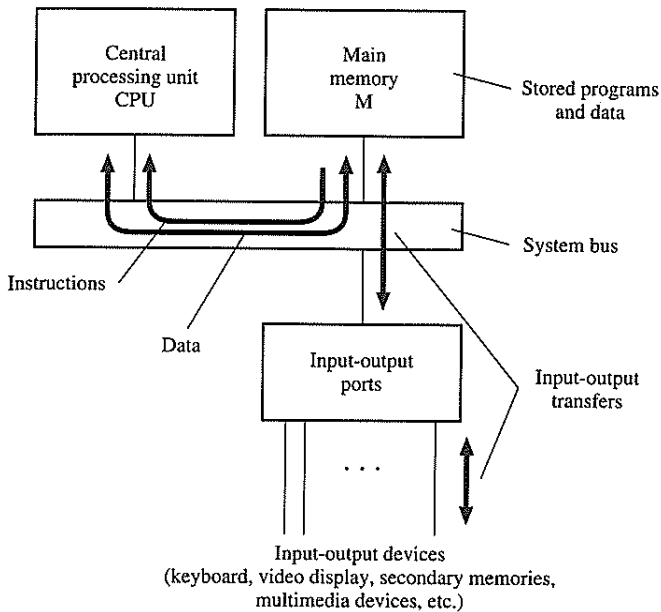 Central
processing unit
CPU
Main
memory
M
Stored programs
and data
System bus
Instructions
Data
Input-output
ports
Input-output
transfers
. . .
Input-output devices
(keyboard, video display, secondary memories,
multimedia devices, etc.)